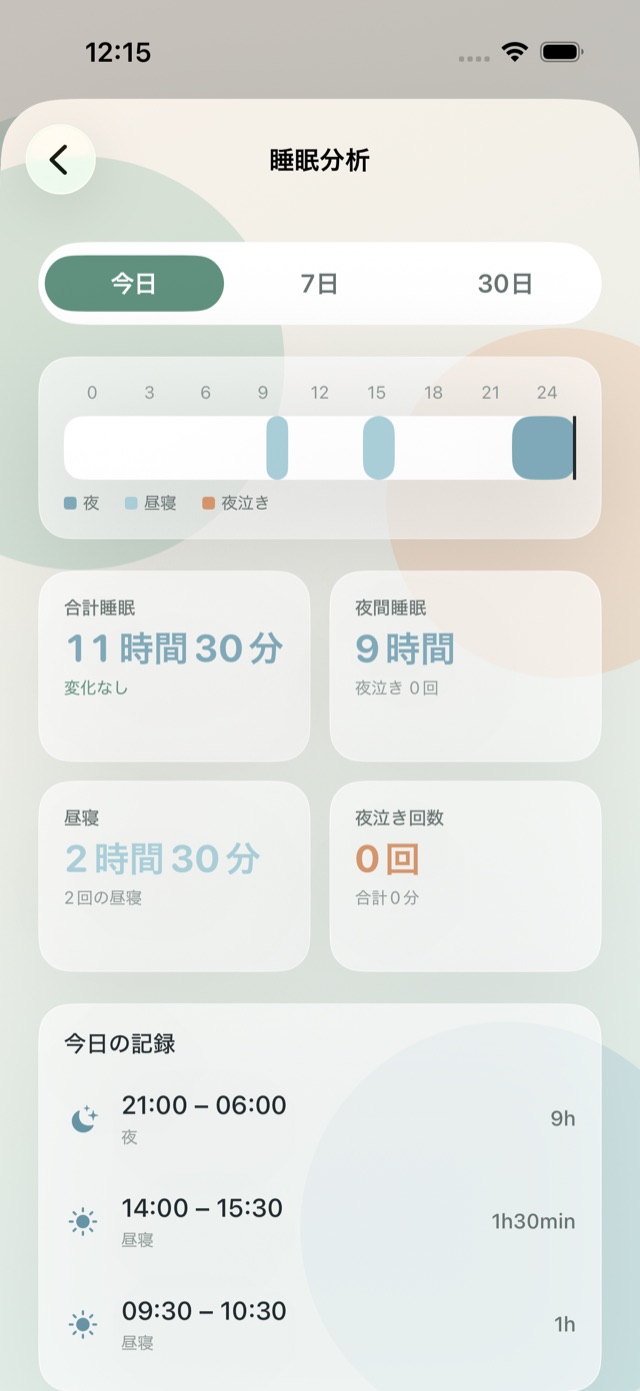 12:15
睡眠分析
今日 7日 30日
0 3 6 9 12 15 18 21 24
夜 昼寝 夜泣き
合計睡眠
11時間30分
変化なし
夜間睡眠
9時間
夜泣き 0回
昼寝
2時間30分
2回の昼寝
夜泣き回数
0回
合計0分
今日の記録
21:00 – 06:00
夜
9h
14:00 – 15:30
昼寝
1h30min
09:30 – 10:30
昼寝
1h